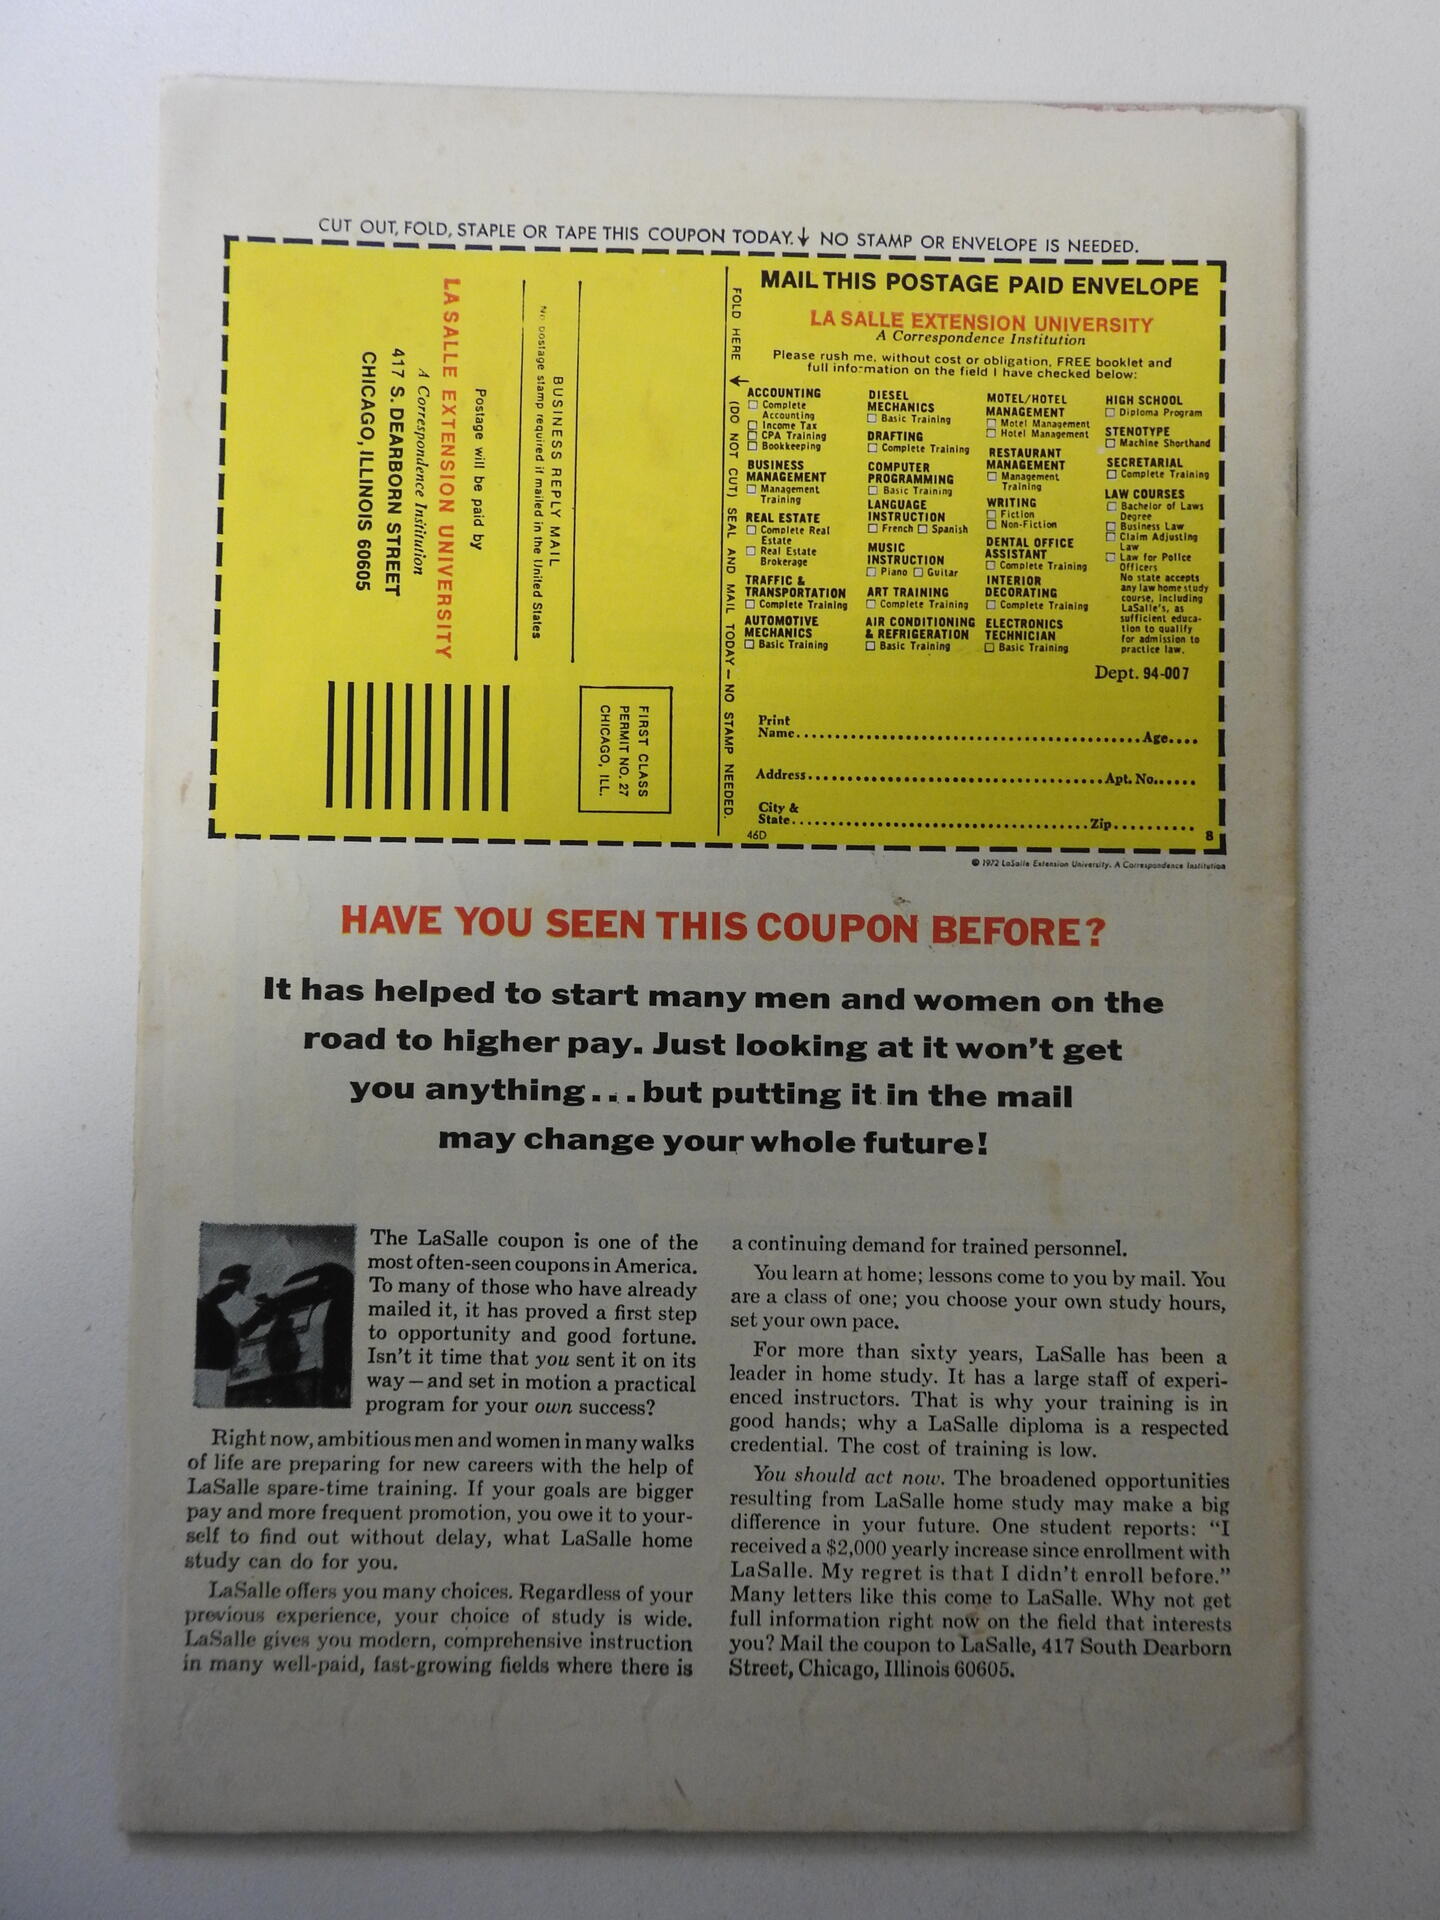 CUT OUT, FOLD, STAPLE OR TAPE THIS COUPON TODAY. ↓ NO STAMP OR ENVELOPE IS NEEDED.
FIRST CLASS
PERMIT NO. 27
CHICAGO, ILL.
BUSINESS REPLY MAIL
No postage stamp required if mailed in the United States
Postage will be paid by
LA SALLE EXTENSION UNIVERSITY
A Correspondence Institution
417 S. DEARBORN STREET
CHICAGO, ILLINOIS 60605
FOLD HERE (DO NOT CUT) SEAL AND MAIL TODAY — NO STAMP NEEDED.
MAIL THIS POSTAGE PAID ENVELOPE
LA SALLE EXTENSION UNIVERSITY
A Correspondence Institution
Please rush me, without cost or obligation, FREE booklet and
full information on the field I have checked below:
ACCOUNTING
☐ Complete
Accounting
☐ Income Tax
☐ CPA Training
☐ Bookkeeping
BUSINESS
MANAGEMENT
☐ Management
Training
REAL ESTATE
☐ Complete Real
Estate
☐ Real Estate
Brokerage
TRAFFIC &
TRANSPORTATION
☐ Complete Training
AUTOMOTIVE
MECHANICS
☐ Basic Training
DIESEL
MECHANICS
☐ Basic Training
DRAFTING
☐ Complete Training
COMPUTER
PROGRAMMING
☐ Basic Training
LANGUAGE
INSTRUCTION
☐ French ☐ Spanish
MUSIC
INSTRUCTION
☐ Piano ☐ Guitar
ART TRAINING
☐ Complete Training
AIR CONDITIONING
& REFRIGERATION
☐ Basic Training
MOTEL/HOTEL
MANAGEMENT
☐ Motel Management
☐ Hotel Management
RESTAURANT
MANAGEMENT
☐ Management
Training
WRITING
☐ Fiction
☐ Non-Fiction
DENTAL OFFICE
ASSISTANT
☐ Complete Training
INTERIOR
DECORATING
☐ Complete Training
ELECTRONICS
TECHNICIAN
☐ Basic Training
HIGH SCHOOL
☐ Diploma Program
STENOTYPE
☐ Machine Shorthand
SECRETARIAL
☐ Complete Training
LAW COURSES
☐ Bachelor of Laws
Degree
☐ Business Law
☐ Claim Adjusting
Law
☐ Law for Police
Officers
No state accepts
any law home study
course, including
LaSalle's, as
sufficient educa-
tion to qualify
for admission to
practice law.
Dept. 94-007
Print
Name........Age....
Address........Apt. No......
City &
State........Zip..........
46D 8
© 1972 LaSalle Extension University. A Correspondence Institution
HAVE YOU SEEN THIS COUPON BEFORE?
It has helped to start many men and women on the
road to higher pay. Just looking at it won't get
you anything...but putting it in the mail
may change your whole future!
The LaSalle coupon is one of the
most often-seen coupons in America.
To many of those who have already
mailed it, it has proved a first step
to opportunity and good fortune.
Isn't it time that you sent it on its
way—and set in motion a practical
program for your own success?
Right now, ambitious men and women in many walks
of life are preparing for new careers with the help of
LaSalle spare-time training. If your goals are bigger
pay and more frequent promotion, you owe it to your-
self to find out without delay, what LaSalle home
study can do for you.
LaSalle offers you many choices. Regardless of your
previous experience, your choice of study is wide.
LaSalle gives you modern, comprehensive instruction
in many well-paid, fast-growing fields where there is
a continuing demand for trained personnel.
You learn at home; lessons come to you by mail. You
are a class of one; you choose your own study hours,
set your own pace.
For more than sixty years, LaSalle has been a
leader in home study. It has a large staff of experi-
enced instructors. That is why your training is in
good hands; why a LaSalle diploma is a respected
credential. The cost of training is low.
You should act now. The broadened opportunities
resulting from LaSalle home study may make a big
difference in your future. One student reports: "I
received a $2,000 yearly increase since enrollment with
LaSalle. My regret is that I didn't enroll before."
Many letters like this come to LaSalle. Why not get
full information right now on the field that interests
you? Mail the coupon to LaSalle, 417 South Dearborn
Street, Chicago, Illinois 60605.